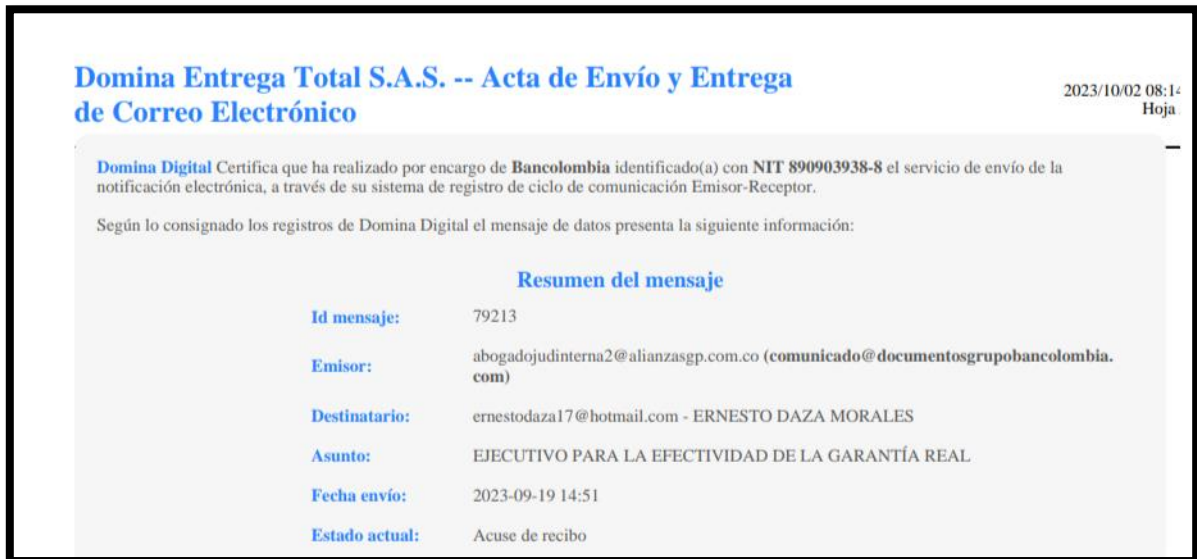 Domina Entrega Total S.A.S. -- Acta de Envío y Entrega
de Correo Electrónico
2023/10/02 08:14
Hoja
Domina Digital Certifica que ha realizado por encargo de Bancolombia identificado(a) con NIT 890903938-8 el servicio de envío de la
notificación electrónica, a través de su sistema de registro de ciclo de comunicación Emisor-Receptor.
Según lo consignado los registros de Domina Digital el mensaje de datos presenta la siguiente información:
Resumen del mensaje
Id mensaje: 79213
Emisor: abogadojudinterna2@alianzasgp.com.co (comunicado@documentosgrupobancolombia.
com)
Destinatario: ernestodaza17@hotmail.com - ERNESTO DAZA MORALES
Asunto: EJECUTIVO PARA LA EFECTIVIDAD DE LA GARANTÍA REAL
Fecha envío: 2023-09-19 14:51
Estado actual: Acuse de recibo